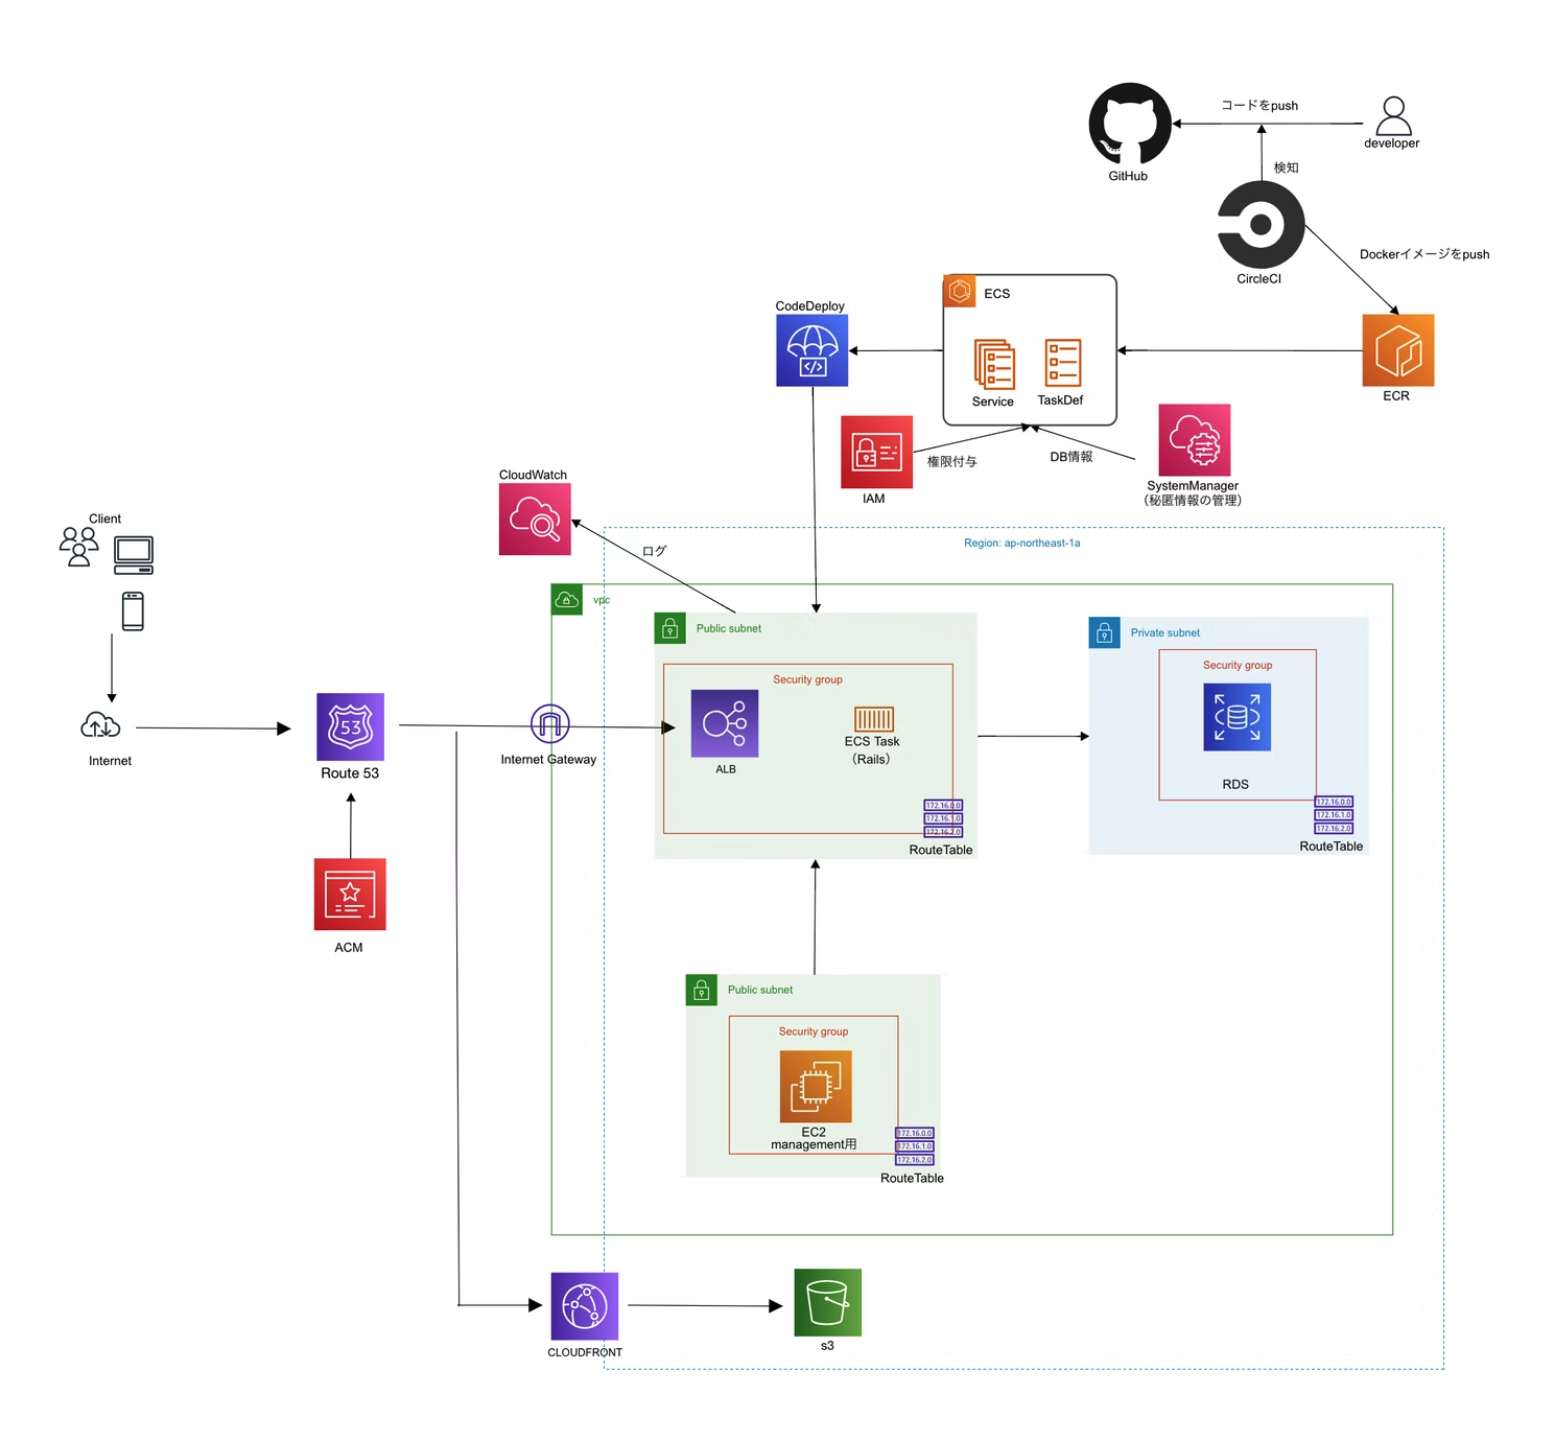 コードをpush
developer
GitHub
検知
CircleCI
Dockerイメージをpush
ECS
Service
TaskDef
CodeDeploy
ECR
IAM
権限付与
DB情報
SystemManager
（秘匿情報の管理）
CloudWatch
ログ
Client
Internet
53
Route 53
ACM
Internet Gateway
Region: ap-northeast-1a
vpc
Public subnet
Security group
ALB
ECS Task
（Rails）
172.16.0.0
172.16.1.0
172.16.2.0
RouteTable
Private subnet
Security group
RDS
172.16.0.0
172.16.1.0
172.16.2.0
RouteTable
Public subnet
Security group
EC2
management用
172.16.0.0
172.16.1.0
172.16.2.0
RouteTable
CLOUDFRONT
s3